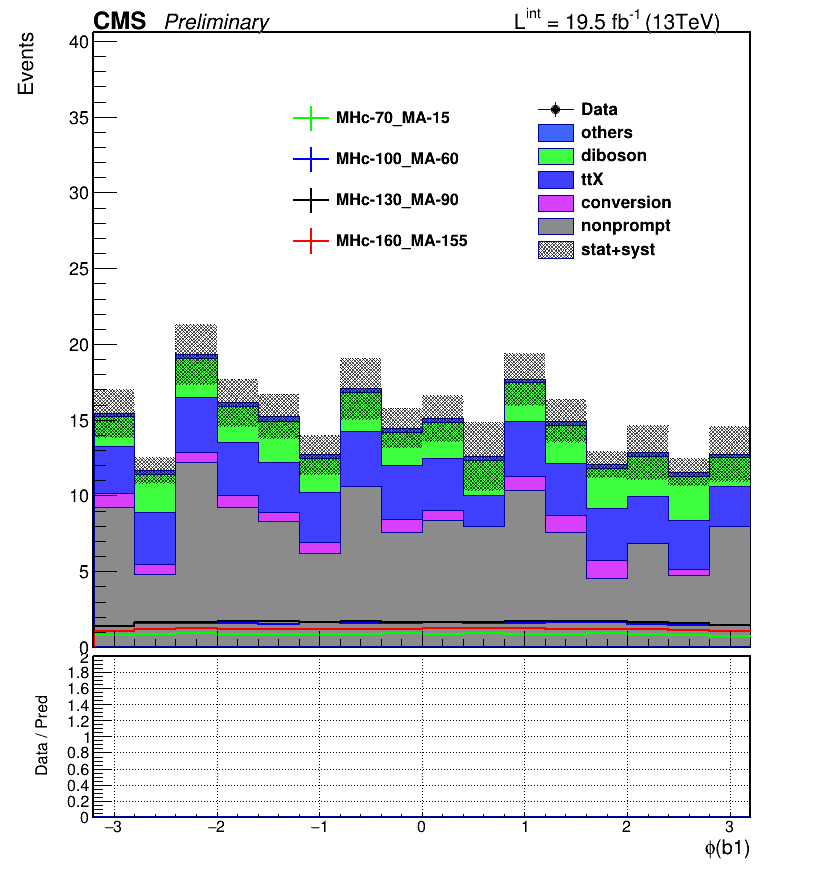 CMS Preliminary L^int = 19.5 fb^-1 (13TeV)
Events
40
35
30
25
20
15
10
5
0
MHc-70_MA-15
MHc-100_MA-60
MHc-130_MA-90
MHc-160_MA-155
Data
others
diboson
ttX
conversion
nonprompt
stat+syst
Data / Pred
2
1.8
1.6
1.4
1.2
1
0.8
0.6
0.4
0.2
0
−3 −2 −1 0 1 2 3
ϕ(b1)